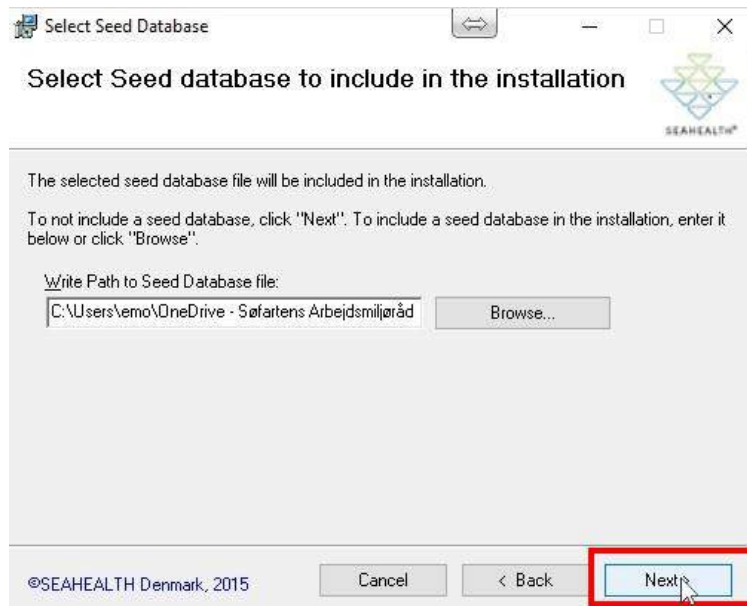 Select Seed Database
Select Seed database to include in the installation
SEAHEALTH®
The selected seed database file will be included in the installation.
To not include a seed database, click "Next". To include a seed database in the installation, enter it
below or click "Browse".
Write Path to Seed Database file:
C:\Users\emo\OneDrive - Søfartens Arbejdsmiljøråd
Browse...
©SEAHEALTH Denmark, 2015
Cancel
< Back
Next >